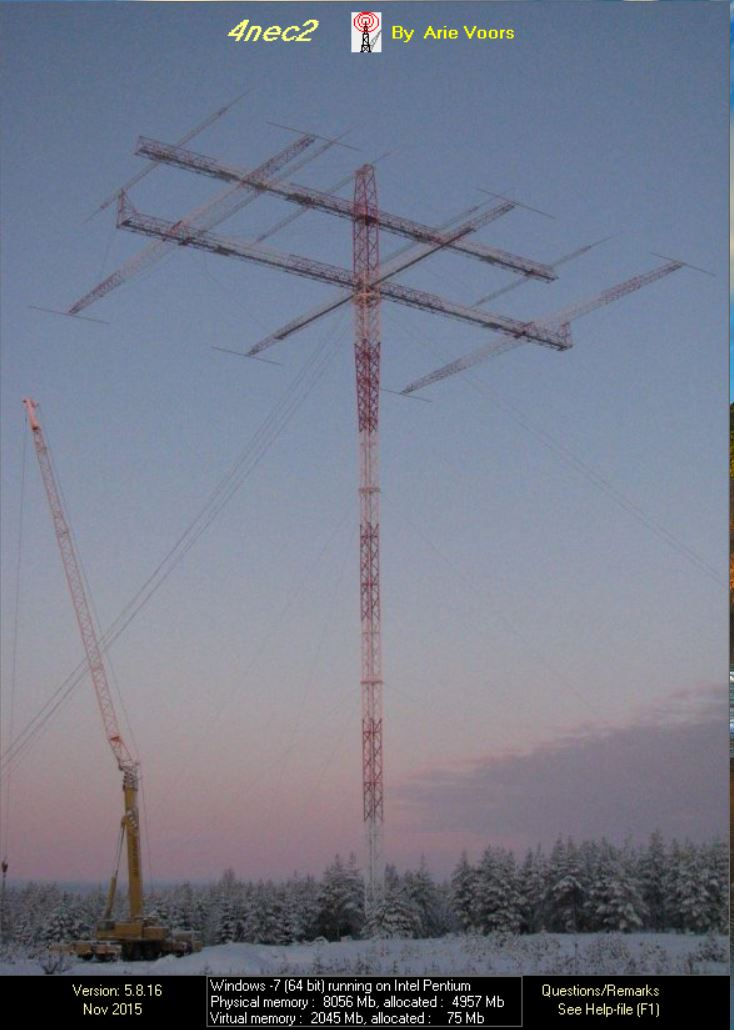 4nec2 By Arie Voors
Version: 5.8.16
Nov 2015
Windows -7 (64 bit) running on Intel Pentium
Physical memory : 8056 Mb, allocated : 4957 Mb
Virtual memory : 2045 Mb, allocated : 75 Mb
Questions/Remarks
See Help-file (F1)